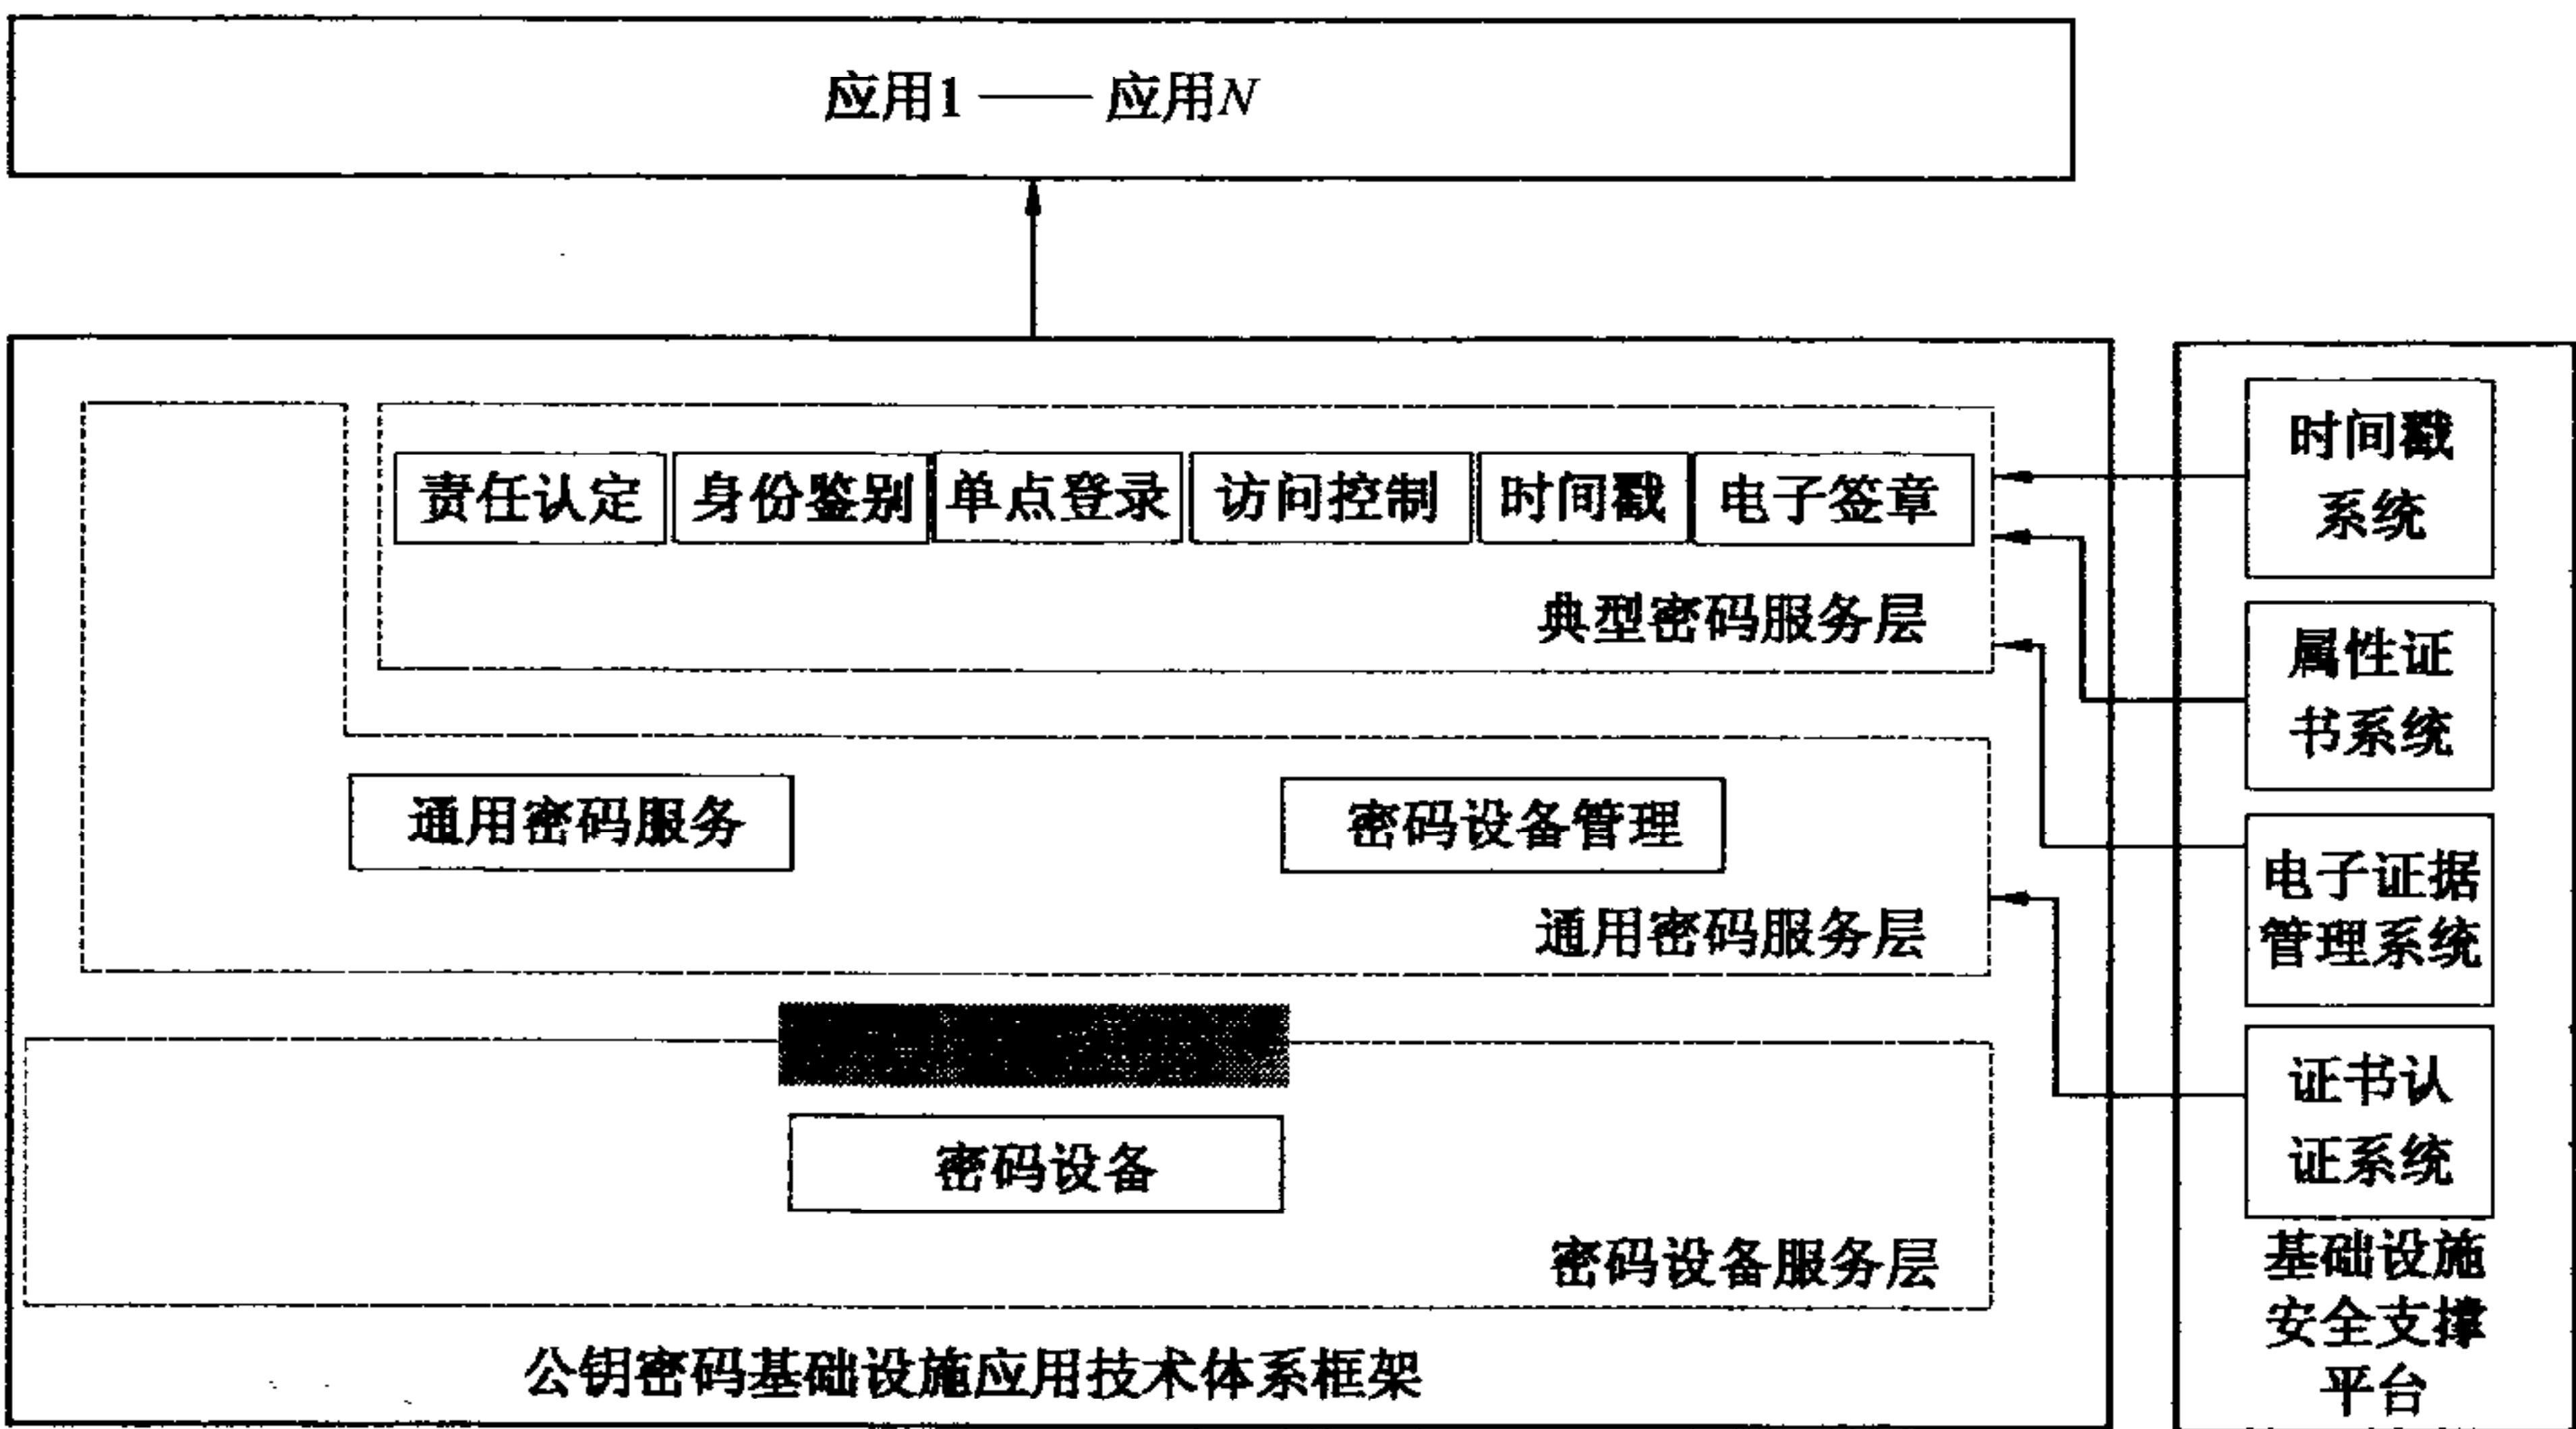 应用1 —— 应用N
责任认定 身份鉴别 单点登录 访问控制 时间戳 电子签章
典型密码服务层
通用密码服务 密码设备管理
通用密码服务层
密码设备
密码设备服务层
公钥密码基础设施应用技术体系框架
时间戳
系统
属性证
书系统
电子证据
管理系统
证书认
证系统
基础设施
安全支撑
平台